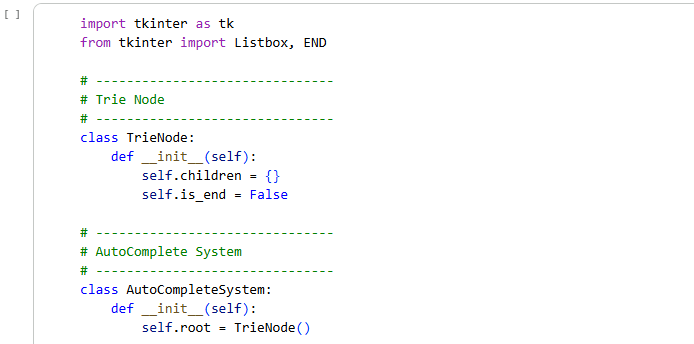 [ ]
import tkinter as tk
from tkinter import Listbox, END

# -------------------------------
# Trie Node
# -------------------------------
class TrieNode:
    def __init__(self):
        self.children = {}
        self.is_end = False

# -------------------------------
# AutoComplete System
# -------------------------------
class AutoCompleteSystem:
    def __init__(self):
        self.root = TrieNode()